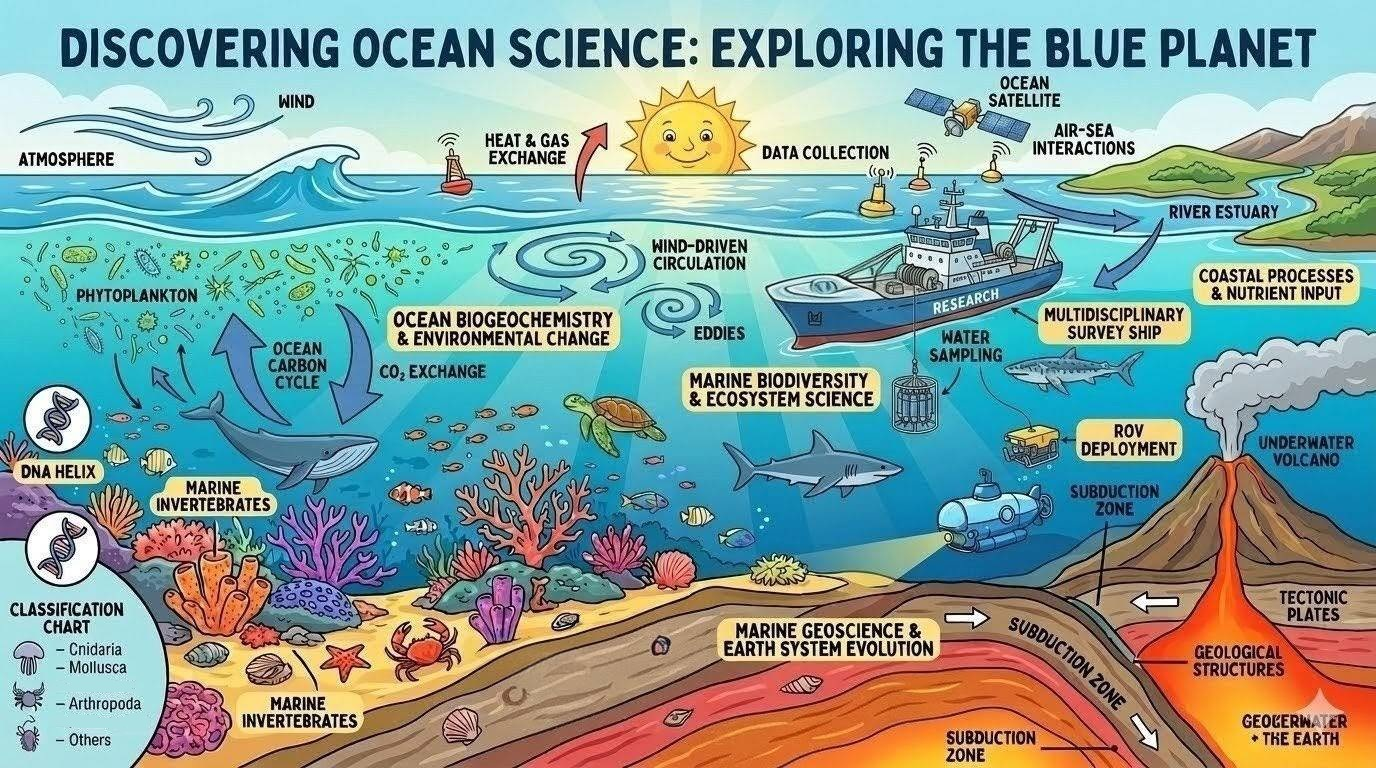 DISCOVERING OCEAN SCIENCE: EXPLORING THE BLUE PLANET
WIND
ATMOSPHERE
HEAT & GAS
EXCHANGE
DATA COLLECTION
OCEAN
SATELLITE
AIR-SEA
INTERACTIONS
RIVER ESTUARY
COASTAL PROCESSES
& NUTRIENT INPUT
PHYTOPLANKTON
WIND-DRIVEN
CIRCULATION
EDDIES
OCEAN BIOGEOCHEMISTRY
& ENVIRONMENTAL CHANGE
OCEAN
CARBON
CYCLE
CO₂ EXCHANGE
RESEARCH
MULTIDISCIPLINARY
SURVEY SHIP
WATER
SAMPLING
MARINE BIODIVERSITY
& ECOSYSTEM SCIENCE
ROV
DEPLOYMENT
UNDERWATER
VOLCANO
DNA HELIX
MARINE
INVERTEBRATES
SUBDUCTION
ZONE
CLASSIFICATION
CHART
– Cnidaria
– Mollusca
– Arthropoda
– Others
MARINE
INVERTEBRATES
MARINE GEOSCIENCE &
EARTH SYSTEM EVOLUTION
SUBDUCTION ZONE
TECTONIC
PLATES
GEOLOGICAL
STRUCTURES
SUBDUCTION
ZONE
+ THE EARTH